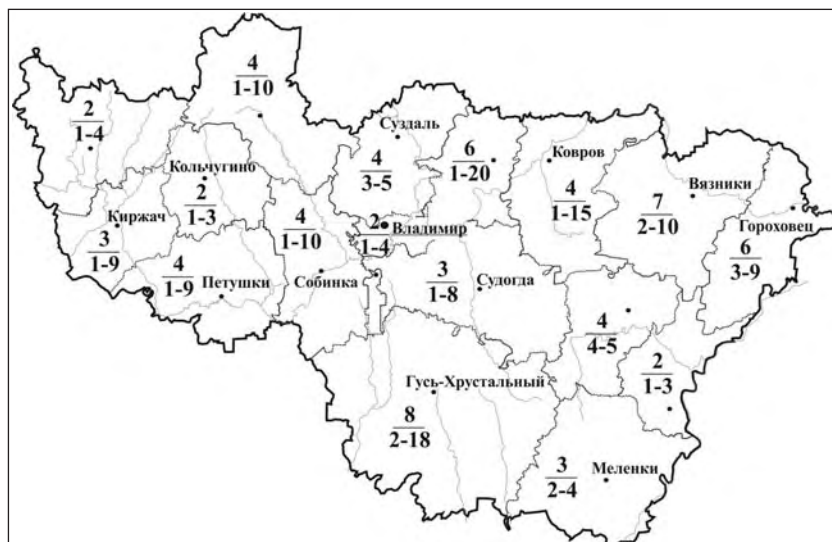 4
1-10
2
1-4
Суздаль
4
3-5
6
1-20
Ковров
4
1-15
Кольчугино
2
1-3
Вязники
7
2-10
Киржач
3
1-9
4
1-10
2
1-4
Владимир
Гороховец
6
3-9
4
1-9
Петушки
Собинка
3
1-8
Судогда
4
4-5
2
1-3
Гусь-Хрустальный
8
2-18
3
2-4
Меленки